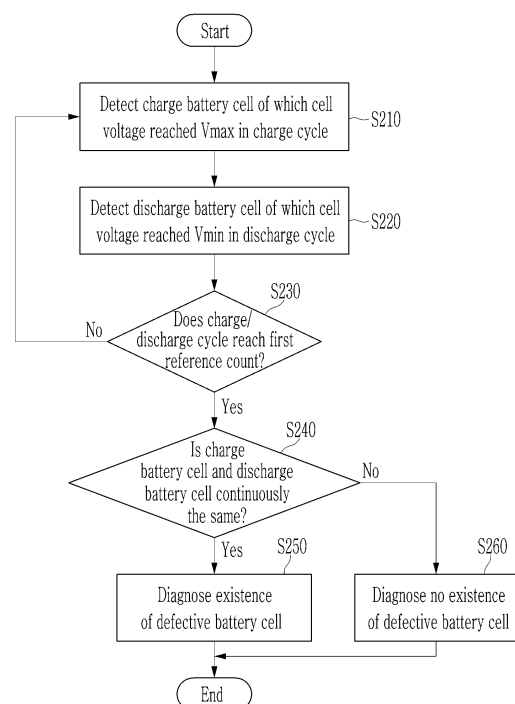 Start
Detect charge battery cell of which cell
voltage reached Vmax in charge cycle
S210
Detect discharge battery cell of which cell
voltage reached Vmin in discharge cycle
S220
S230
Does charge/
discharge cycle reach first
reference count?
No
Yes
S240
Is charge
battery cell and discharge
battery cell continuously
the same?
No
Yes
S250
Diagnose existence
of defective battery cell
S260
Diagnose no existence
of defective battery cell
End